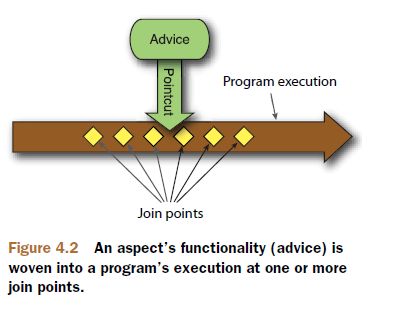 Advice
Pointcut
Program execution
Join points
Figure 4.2 An aspect's functionality (advice) is
woven into a program's execution at one or more
join points.